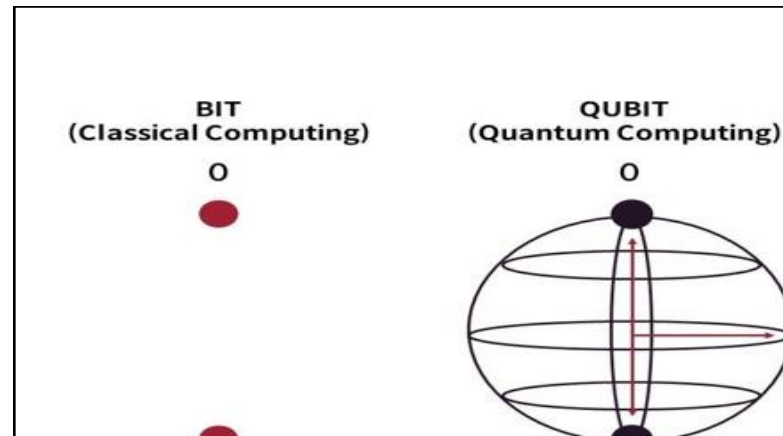 BIT
(Classical Computing)
0
QUBIT
(Quantum Computing)
0